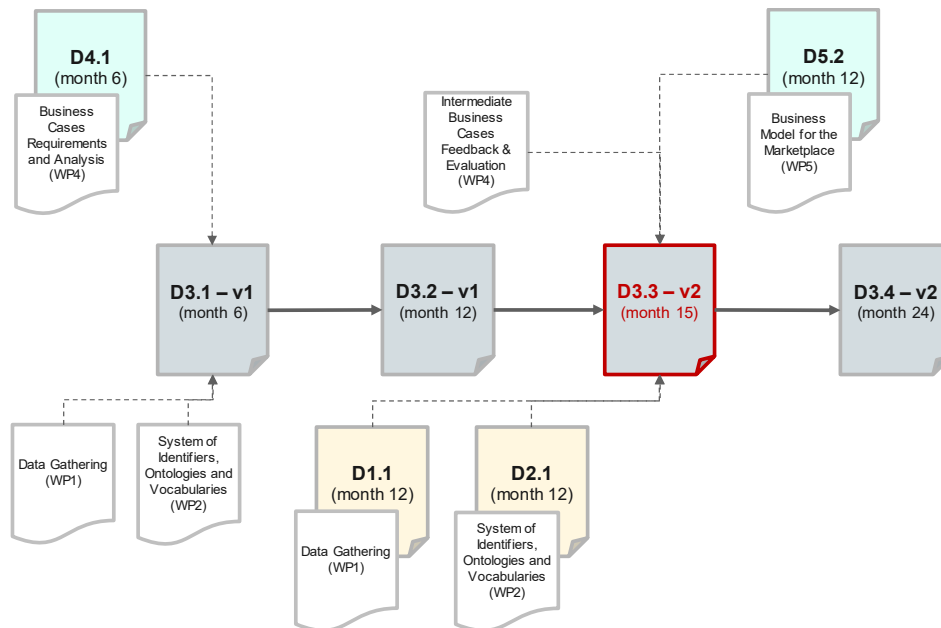 D4.1
(month 6)
Business
Cases
Requirements
and Analysis
(WP4)
Intermediate
Business
Cases
Feedback &
Evaluation
(WP4)
D5.2
(month 12)
Business
Model for the
Marketplace
(WP5)
D3.1 – v1
(month 6)
D3.2 – v1
(month 12)
D3.3 – v2
(month 15)
D3.4 – v2
(month 24)
Data Gathering
(WP1)
System of
Identifiers,
Ontologies and
Vocabularies
(WP2)
D1.1
(month 12)
Data Gathering
(WP1)
D2.1
(month 12)
System of
Identifiers,
Ontologies and
Vocabularies
(WP2)